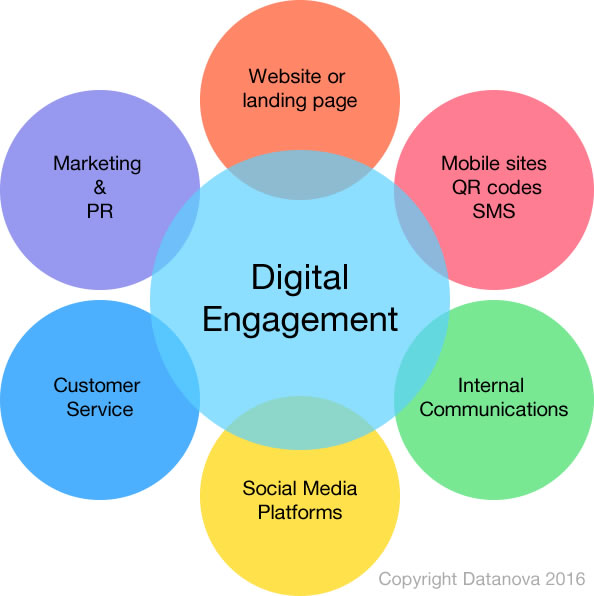 Website or
landing page
Marketing
&
PR
Mobile sites
QR codes
SMS
Digital
Engagement
Customer
Service
Internal
Communications
Social Media
Platforms
Copyright Datanova 2016